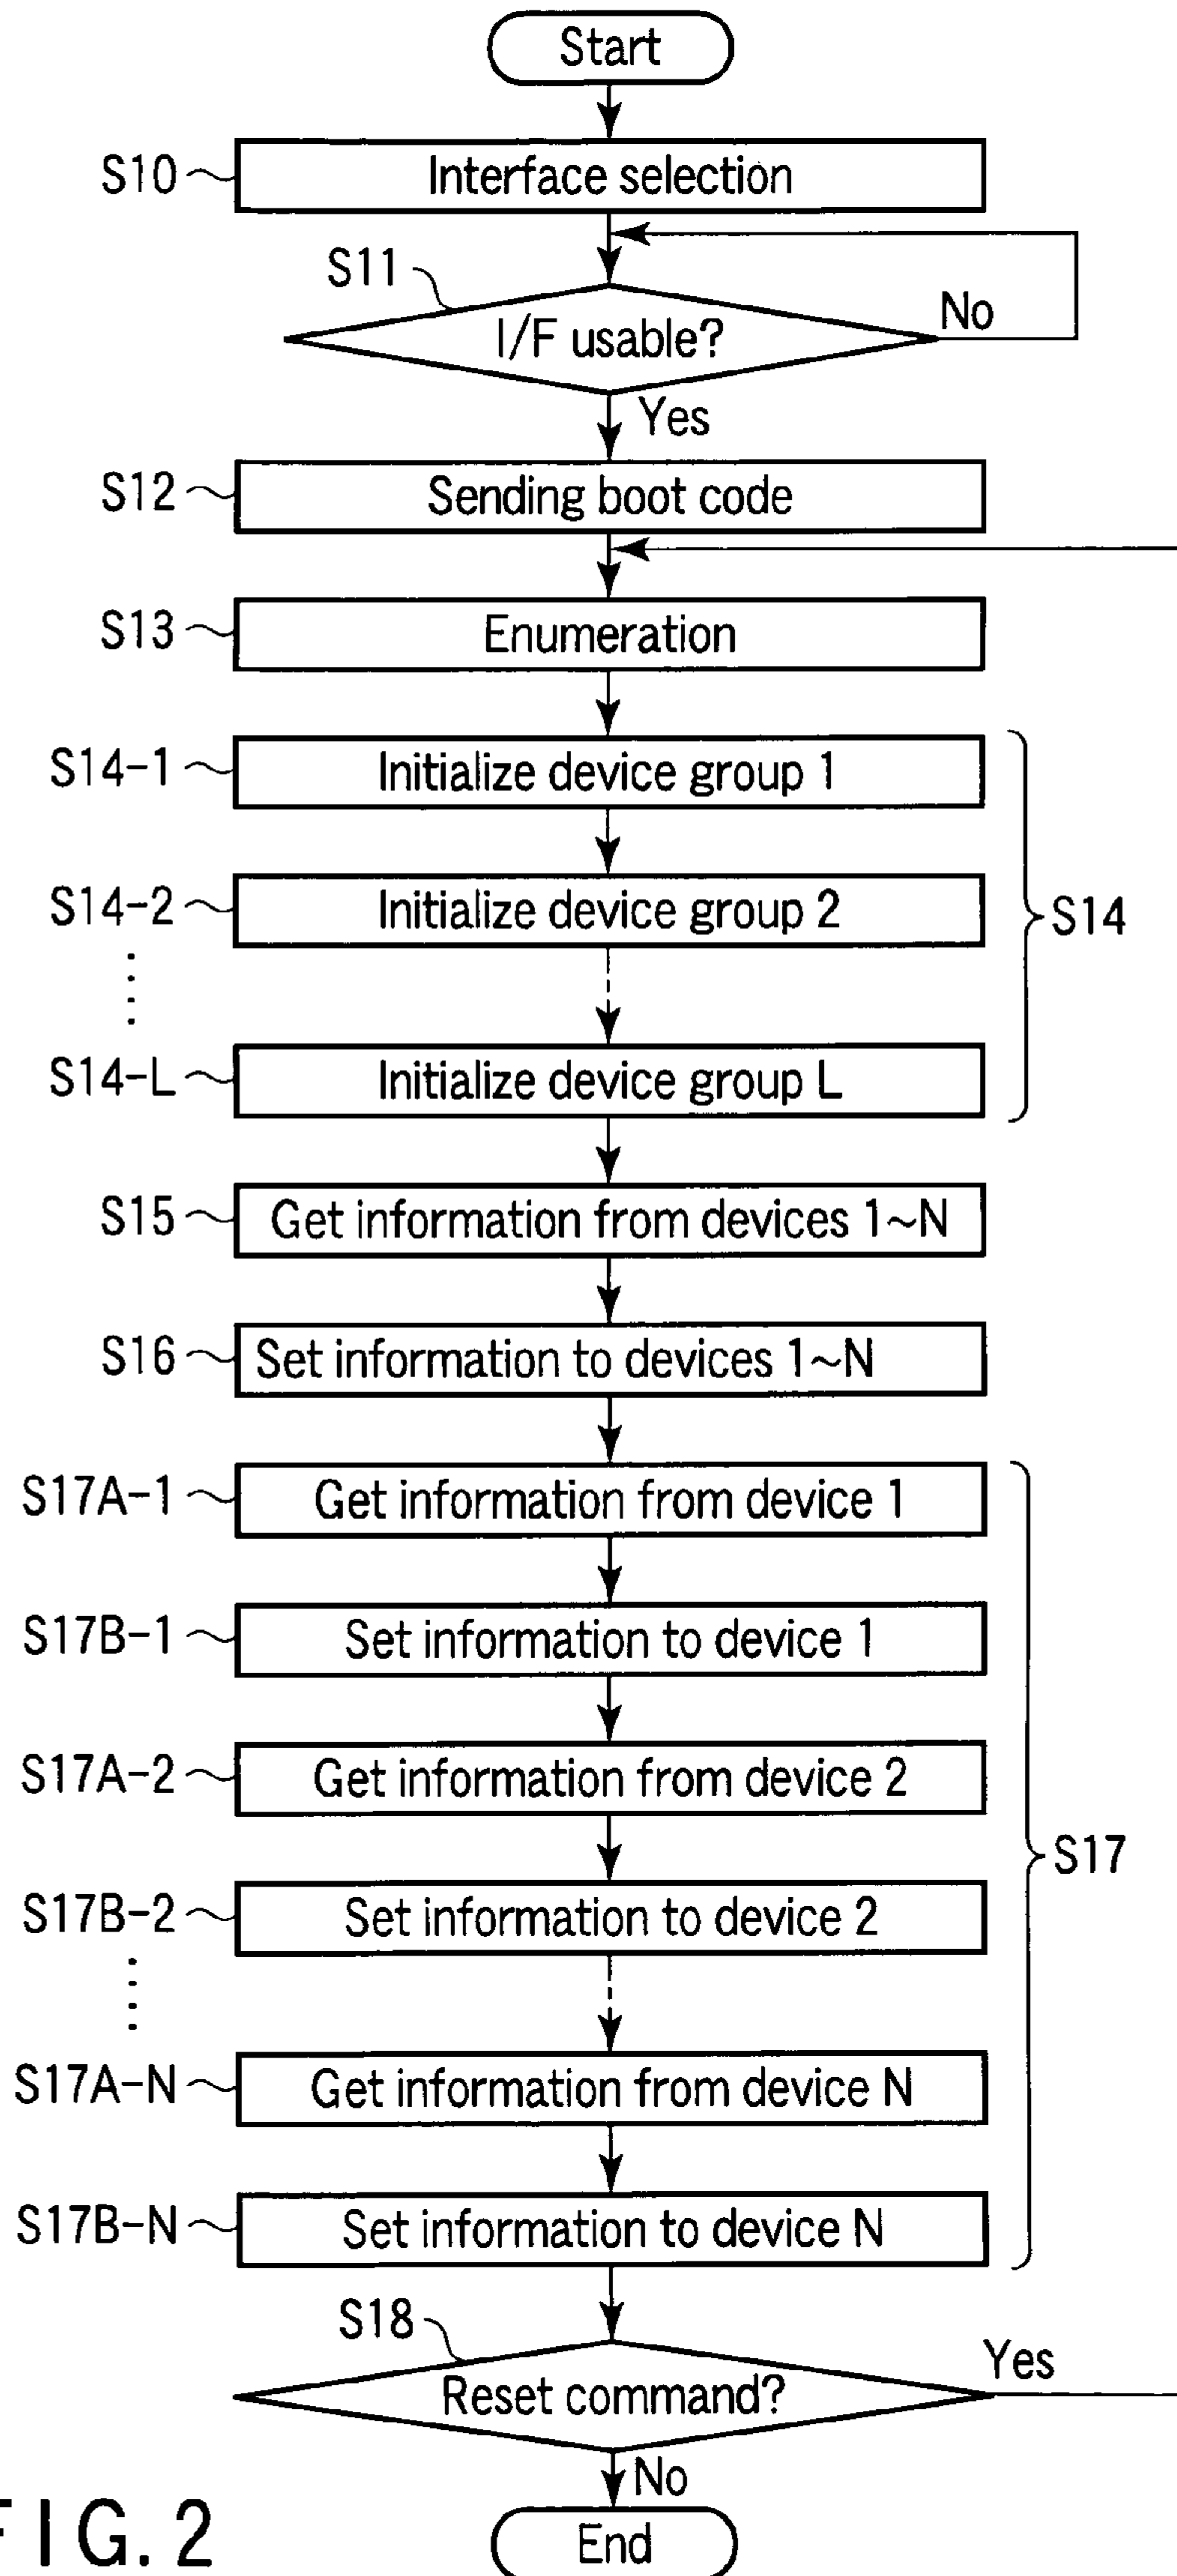 Start
S10 Interface selection
S11
I/F usable?
No
Yes
S12 Sending boot code
S13 Enumeration
S14-1 Initialize device group 1
S14-2 Initialize device group 2
S14
S14-L Initialize device group L
S15 Get information from devices 1~N
S16 Set information to devices 1~N
S17A-1 Get information from device 1
S17B-1 Set information to device 1
S17A-2 Get information from device 2
S17
S17B-2 Set information to device 2
S17A-N Get information from device N
S17B-N Set information to device N
S18
Reset command?
Yes
No
End
FIG. 2